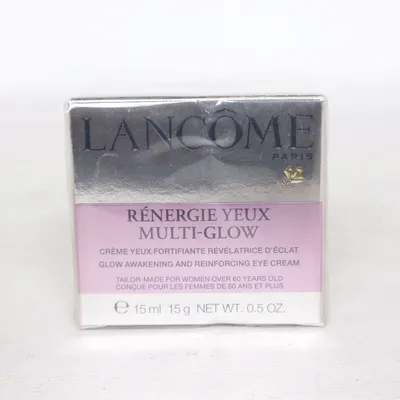 LANCÔME
PARIS
RÉNERGIE YEUX
MULTI-GLOW
CRÈME YEUX FORTIFIANTE RÉVÉLATRICE D'ÉCLAT
GLOW AWAKENING AND REINFORCING EYE CREAM
TAILOR-MADE FOR WOMEN OVER 60 YEARS OLD
CONÇUE POUR LES FEMMES DE 60 ANS ET PLUS
℮ 15 ml 15 g NET WT. 0.5 OZ.